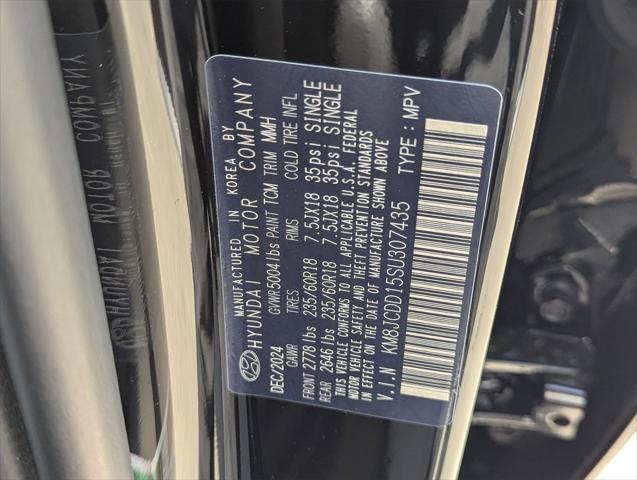 MANUFACTURED IN KOREA BY
HYUNDAI MOTOR COMPANY
DEC/2024 GVWR 5004 lbs PAINT TCM TRIM MMH
GAWR TIRES RIMS COLD TIRE INFL
FRONT 2778 lbs 235/60R18 7.5JX18 35psi SINGLE
REAR 2646 lbs 235/60R18 7.5JX18 35psi SINGLE
THIS VEHICLE CONFORMS TO ALL APPLICABLE U.S.A. FEDERAL
MOTOR VEHICLE SAFETY AND THEFT PREVENTION STANDARDS
IN EFFECT ON THE DATE OF MANUFACTURE SHOWN ABOVE
V.I.N KM8JCDD15SU307435 TYPE : MPV